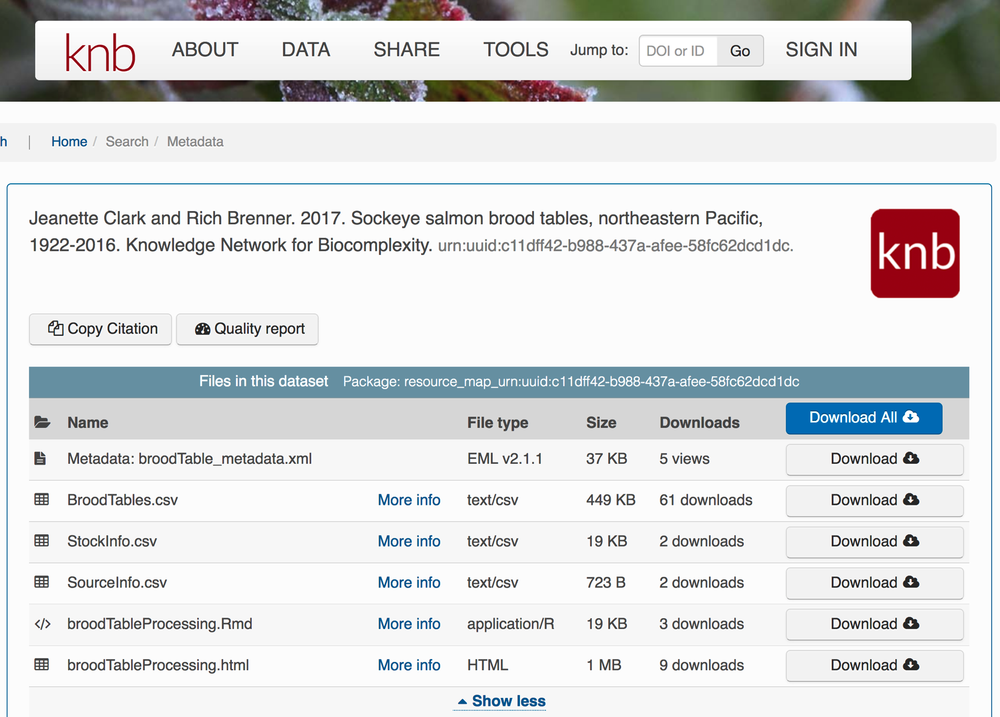 knb ABOUT DATA SHARE TOOLS Jump to: DOI or ID Go SIGN IN
h | Home / Search / Metadata
Jeanette Clark and Rich Brenner. 2017. Sockeye salmon brood tables, northeastern Pacific,
1922-2016. Knowledge Network for Biocomplexity. urn:uuid:c11dff42-b988-437a-afee-58fc62dcd1dc.
knb
Copy Citation Quality report
Files in this dataset Package: resource_map_urn:uuid:c11dff42-b988-437a-afee-58fc62dcd1dc
Name File type Size Downloads Download All
Metadata: broodTable_metadata.xml EML v2.1.1 37 KB 5 views Download
BroodTables.csv More info text/csv 449 KB 61 downloads Download
StockInfo.csv More info text/csv 19 KB 2 downloads Download
SourceInfo.csv More info text/csv 723 B 2 downloads Download
broodTableProcessing.Rmd More info application/R 19 KB 3 downloads Download
broodTableProcessing.html More info HTML 1 MB 9 downloads Download
Show less